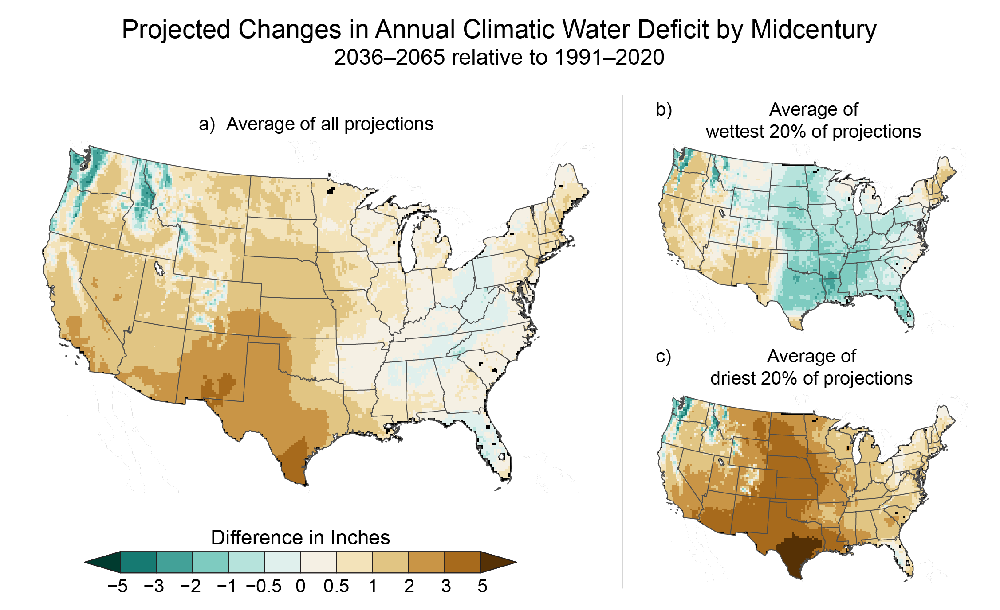 Projected Changes in Annual Climatic Water Deficit by Midcentury
2036–2065 relative to 1991–2020
a) Average of all projections
b) Average of
wettest 20% of projections
c) Average of
driest 20% of projections
Difference in Inches
−5 −3 −2 −1 −0.5 0 0.5 1 2 3 5